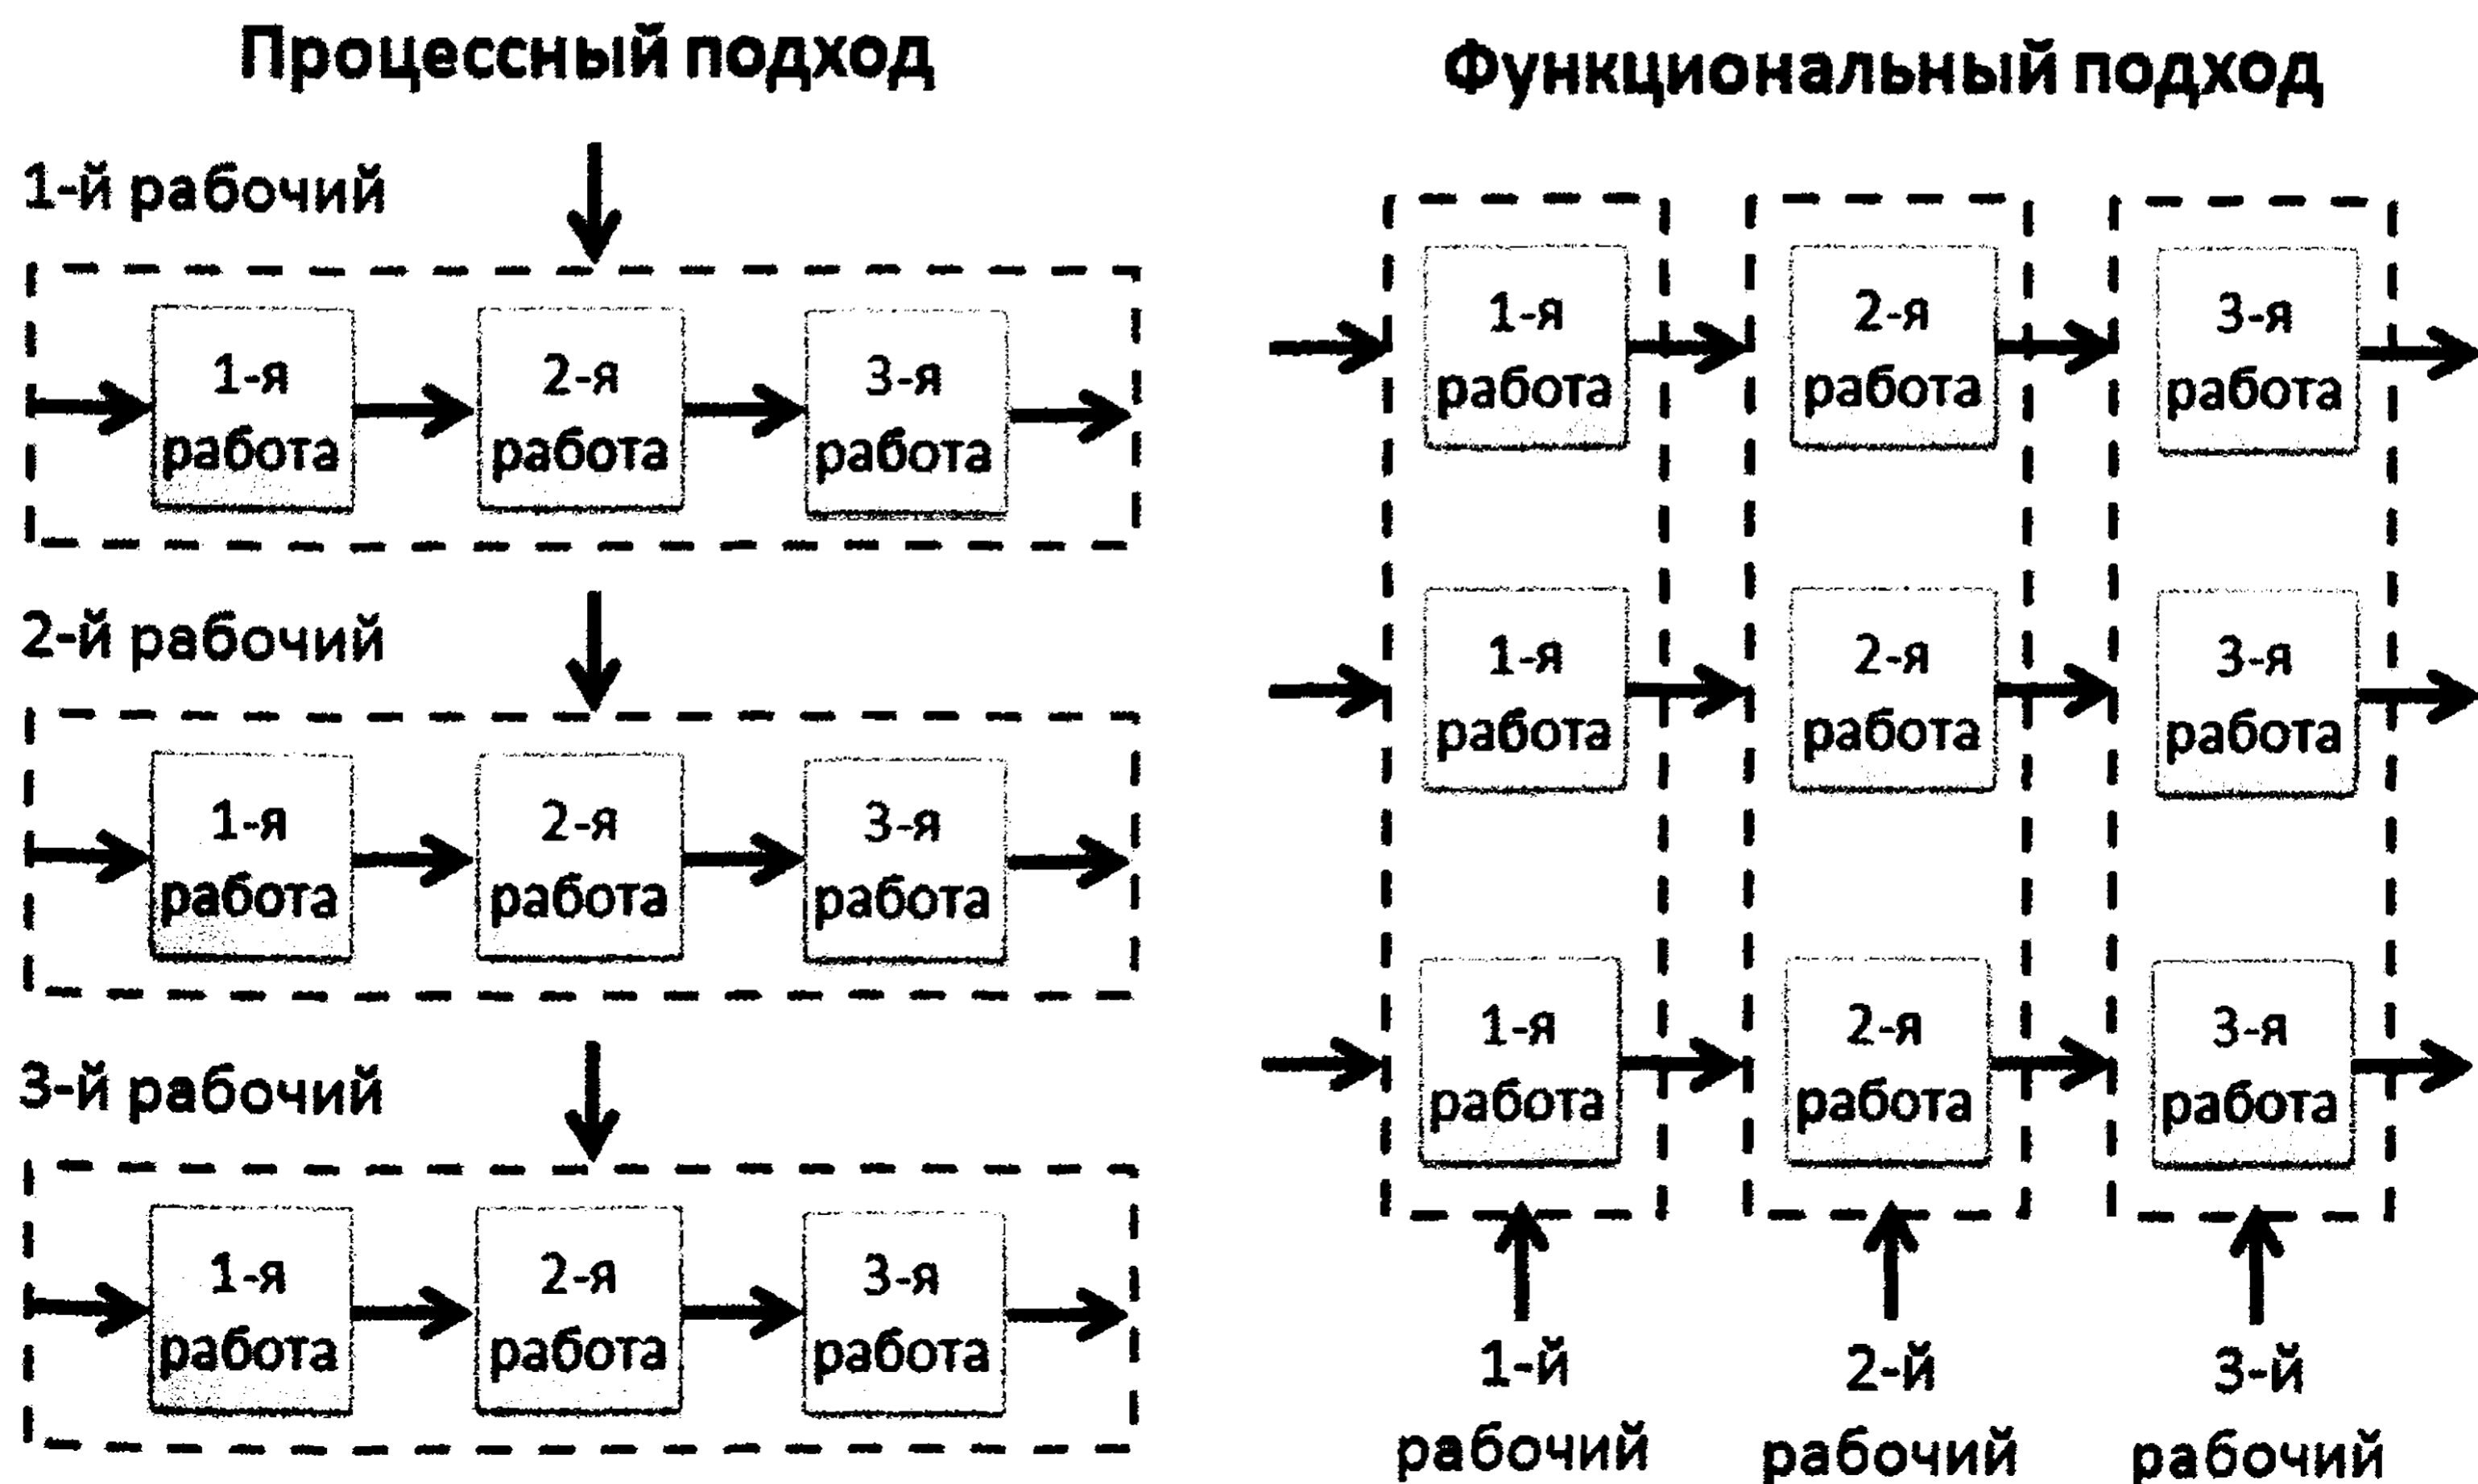 Процессный подход
1-й рабочий
1-я
работа
2-я
работа
3-я
работа
2-й рабочий
1-я
работа
2-я
работа
3-я
работа
3-й рабочий
1-я
работа
2-я
работа
3-я
работа
Функциональный подход
1-я
работа
2-я
работа
3-я
работа
1-я
работа
2-я
работа
3-я
работа
1-я
работа
2-я
работа
3-я
работа
1-й
рабочий
2-й
рабочий
3-й
рабочий